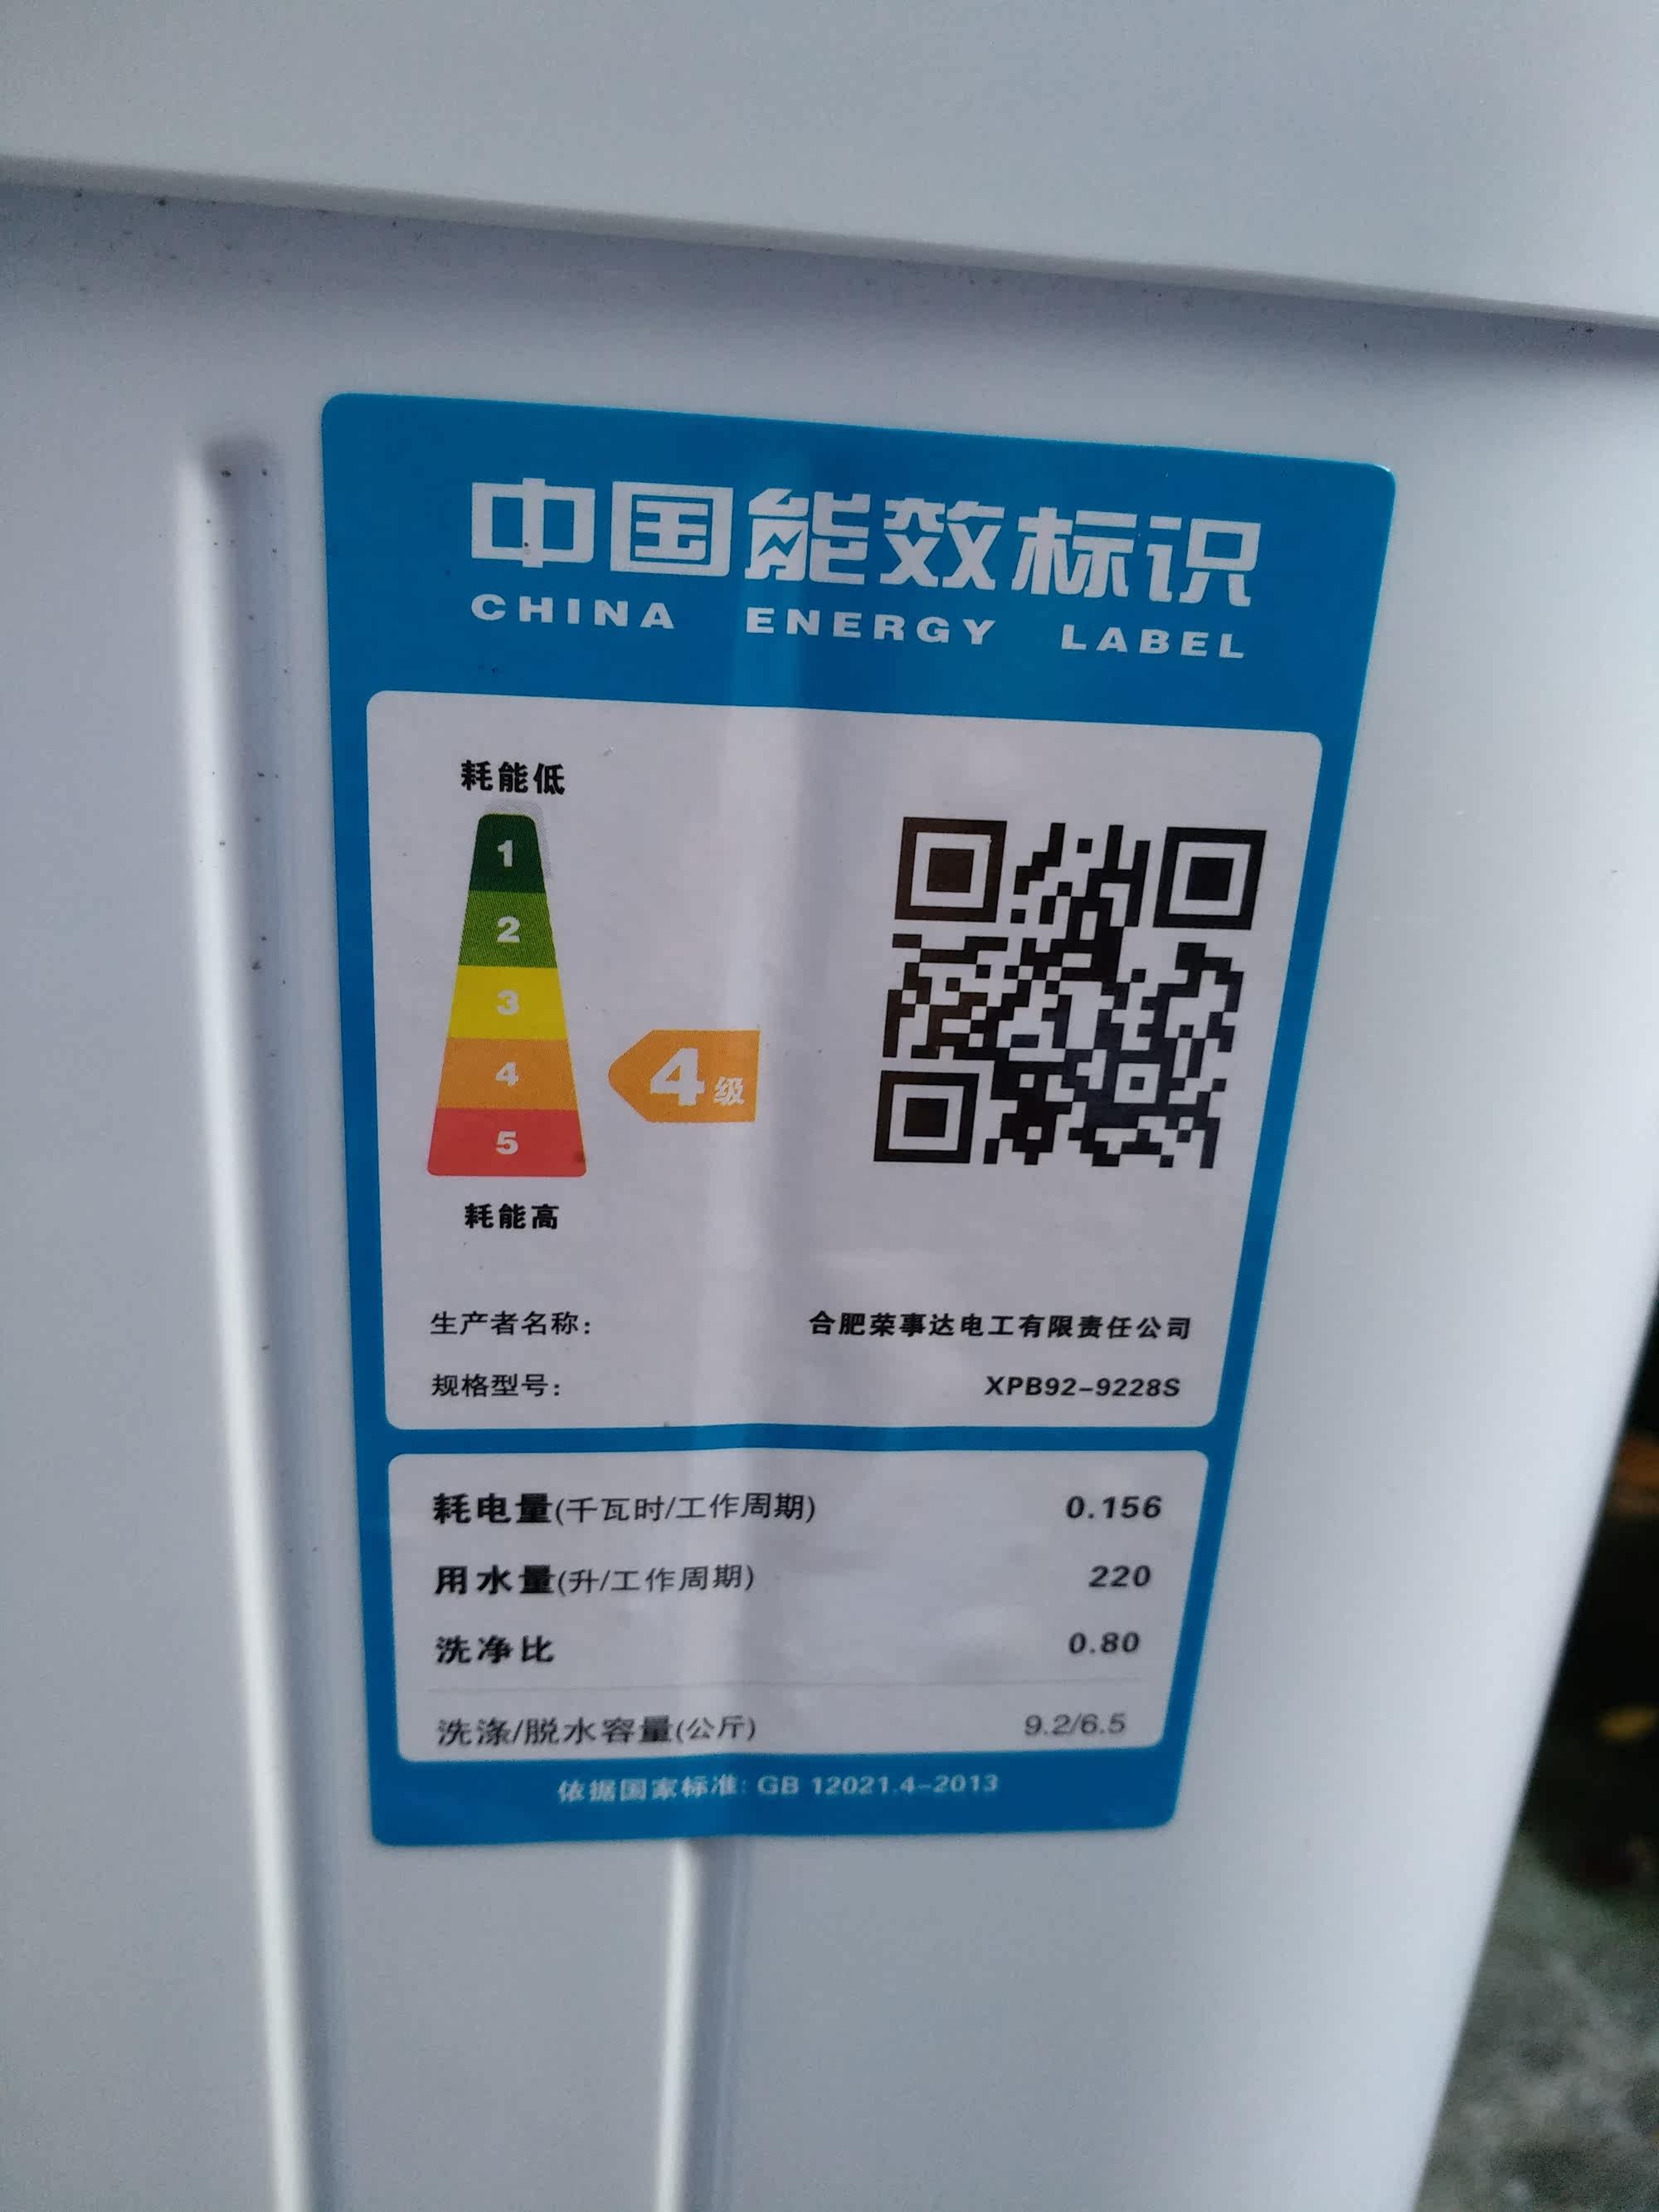 中国能效标识
CHINA ENERGY LABEL
耗能低
1
2
3
4
4级
5
耗能高
生产者名称: 合肥荣事达电工有限责任公司
规格型号: XPB92-9228S
耗电量(千瓦时/工作周期) 0.156
用水量(升/工作周期) 220
洗净比 0.80
洗涤/脱水容量(公斤) 9.2/6.5
依据国家标准: GB 12021.4-2013